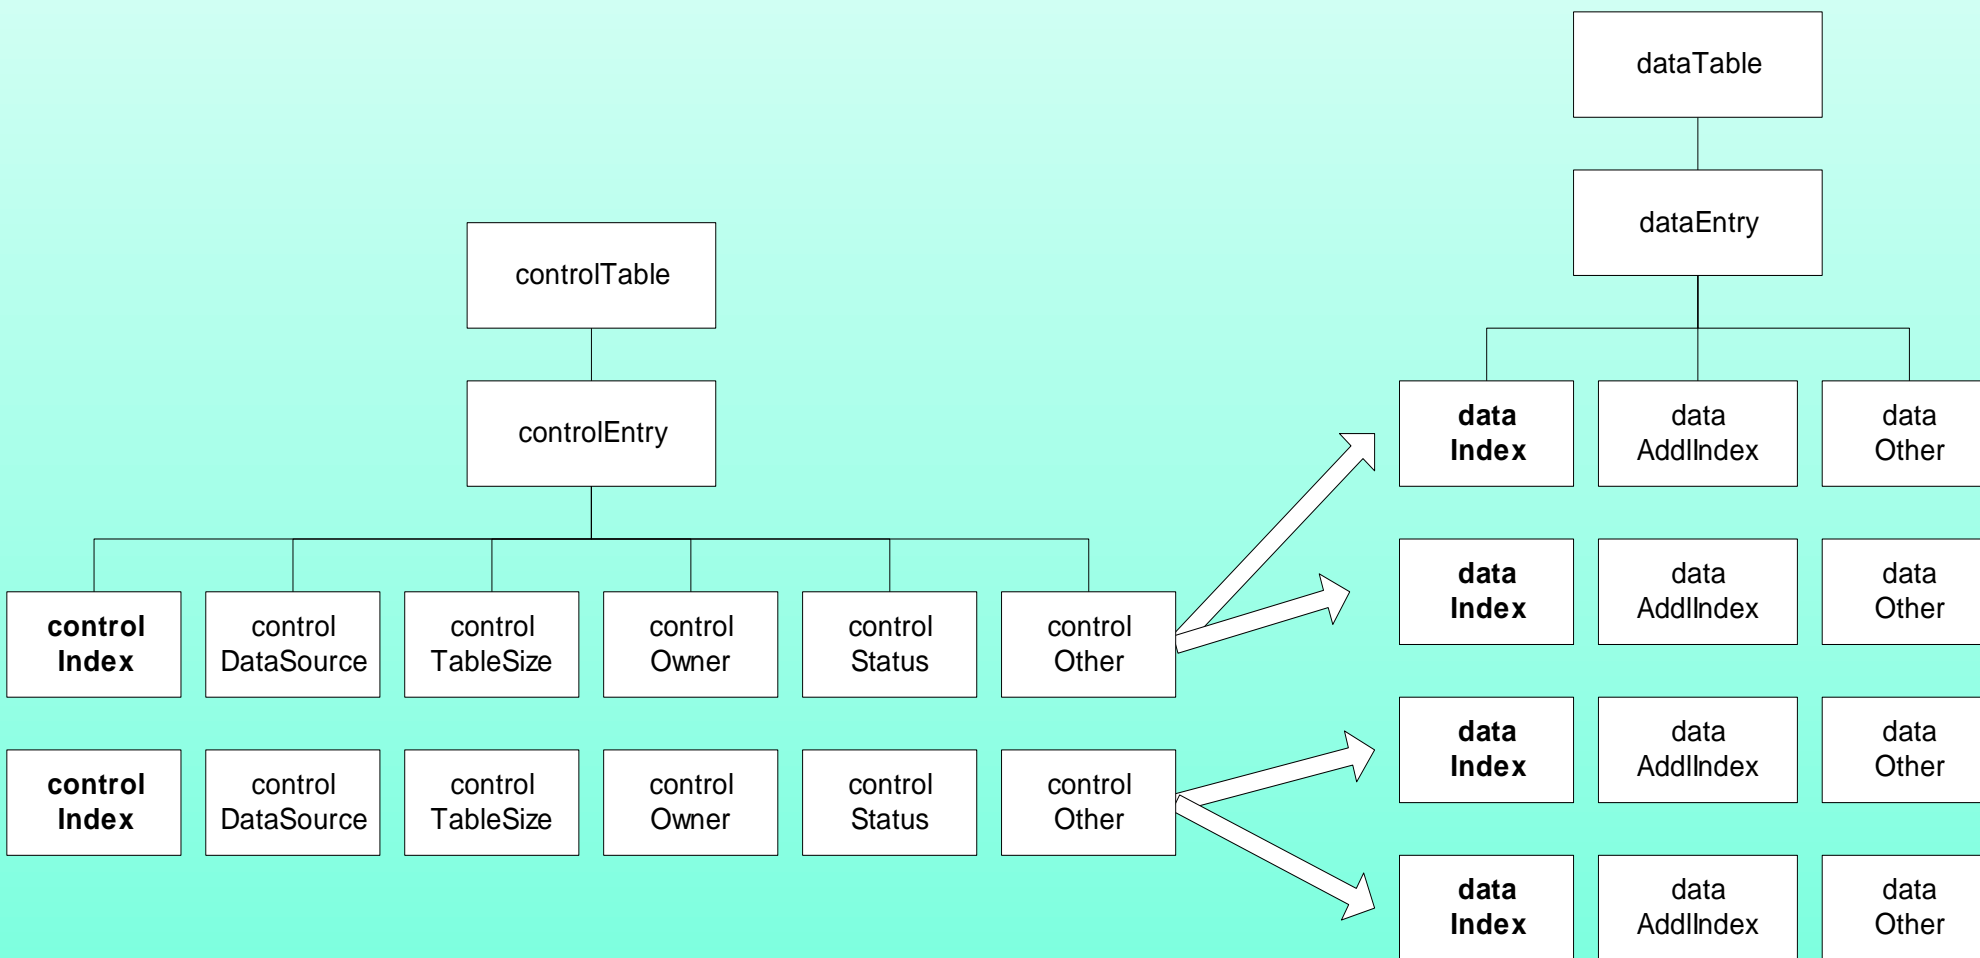 dataTable
dataEntry
controlTable
controlEntry
data
Index
data
AddlIndex
data
Other
data
Index
data
AddlIndex
data
Other
control
Index
control
DataSource
control
TableSize
control
Owner
control
Status
control
Other
data
Index
data
AddlIndex
data
Other
control
Index
control
DataSource
control
TableSize
control
Owner
control
Status
control
Other
data
Index
data
AddlIndex
data
Other